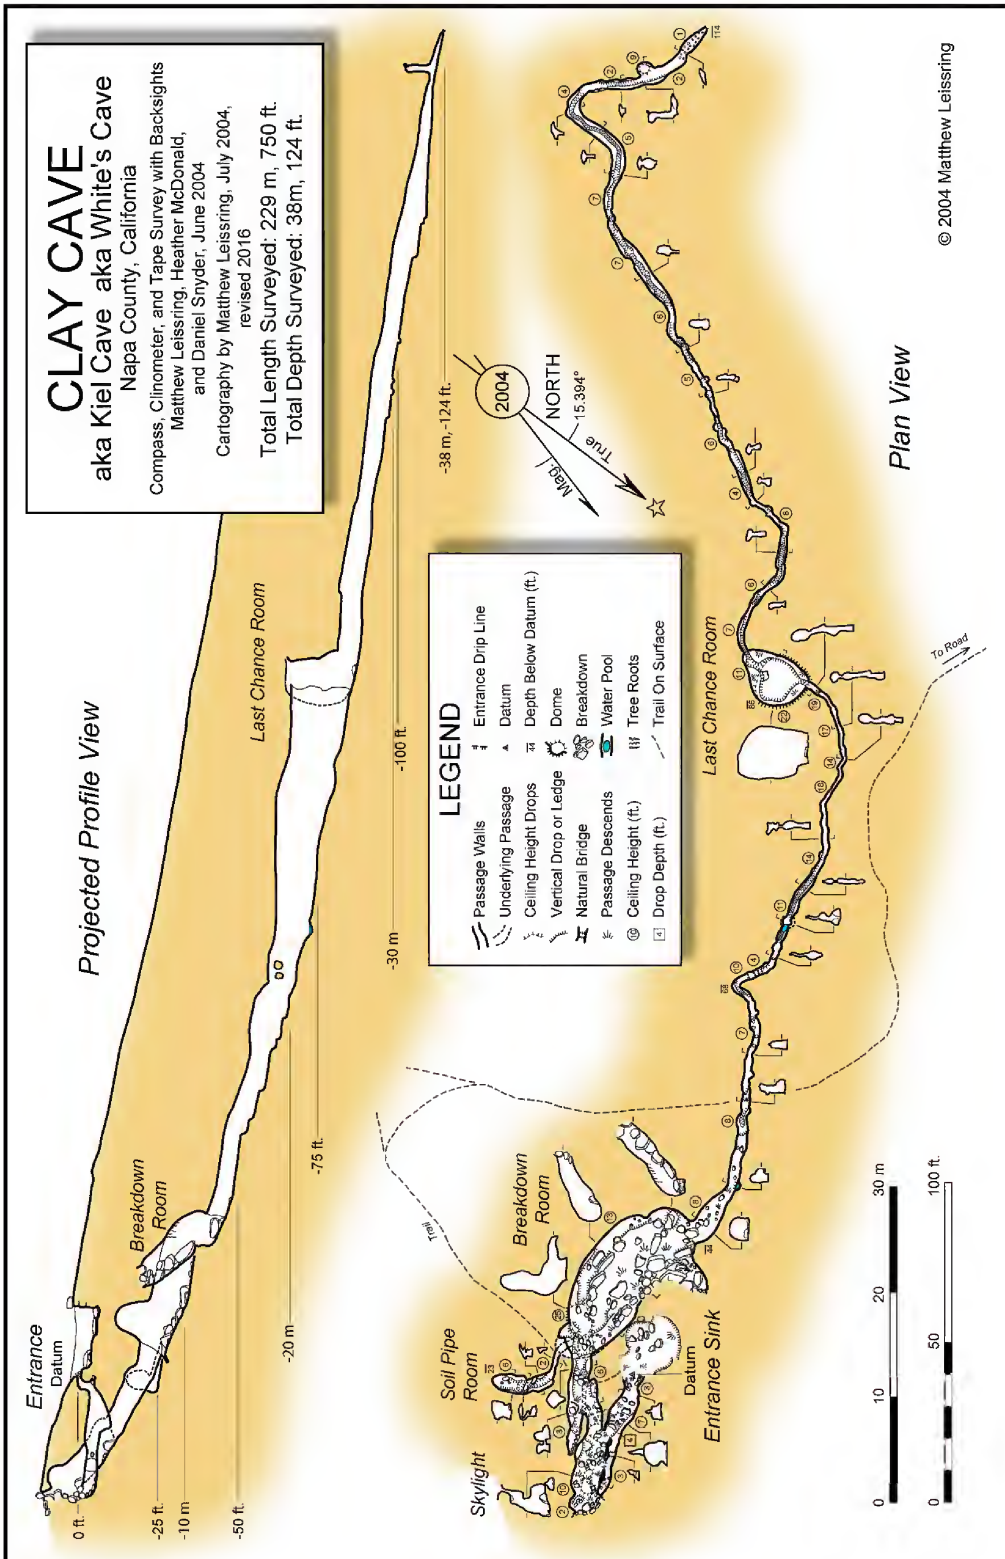 CLAY CAVE
aka Kiel Cave aka White's Cave
Napa County, California
Compass, Clinometer, and Tape Survey with Backsights
Matthew Leissring, Heather McDonald,
and Daniel Snyder, June 2004
Cartography by Matthew Leissring, July 2004,
revised 2016
Total Length Surveyed: 229 m, 750 ft.
Total Depth Surveyed: 38m, 124 ft.
Projected Profile View
Entrance
Datum
Breakdown
Room
Last Chance Room
0 ft.
-25 ft.
-10 m
-50 ft.
-20 m
-75 ft.
-30 m
-100 ft.
-38 m, -124 ft.
2004
NORTH
15.394°
Mag.
True
LEGEND
Passage Walls
Underlying Passage
Ceiling Height Drops
Vertical Drop or Ledge
Natural Bridge
Passage Descends
10 Ceiling Height (ft.)
4 Drop Depth (ft.)
Entrance Drip Line
Datum
44 Depth Below Datum (ft.)
Dome
Breakdown
Water Pool
Tree Roots
Trail On Surface
Plan View
Skylight
Soil Pipe
Room
Breakdown
Room
Trail
Datum
Entrance Sink
Last Chance Room
To Road
23
44
68
114
0
10
20
30 m
0
50
100 ft.
© 2004 Matthew Leissring